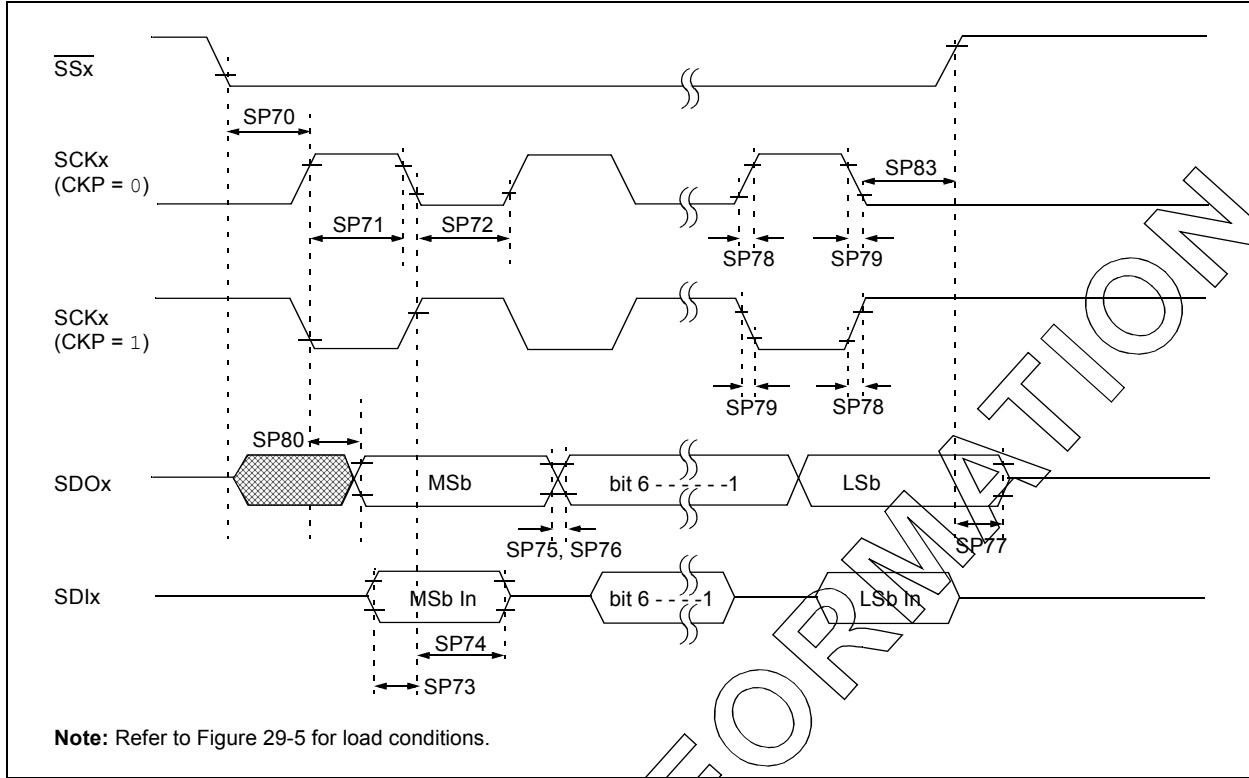 SSx
SP70
SCKx
(CKP = 0)
SP83
SP71
SP72
SP78
SP79
SCKx
(CKP = 1)
SP79
SP78
SP80
SDOx
MSb
bit 6 - - - - - -1
LSb
SP75, SP76
SP77
SDIx
MSb In
bit 6 - - - -1
LSb In
SP74
SP73
Note: Refer to Figure 29-5 for load conditions.
FORMATION